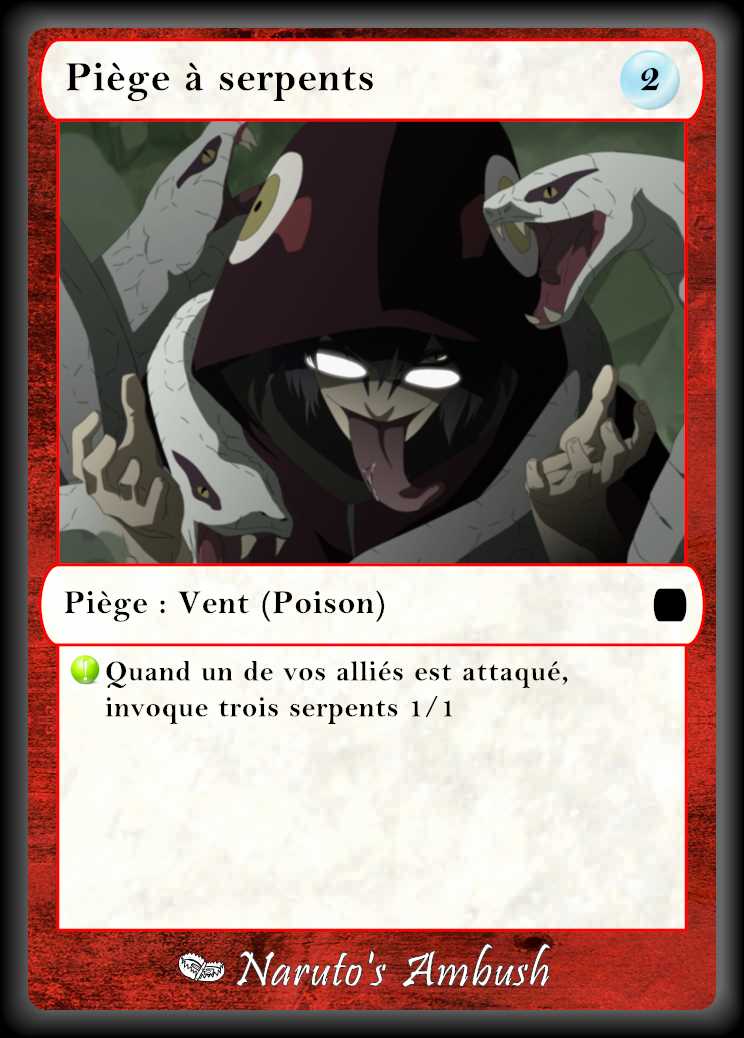 Piège à serpents
2
Piège : Vent (Poison)
Quand un de vos alliés est attaqué,
invoque trois serpents 1/1
Naruto's Ambush